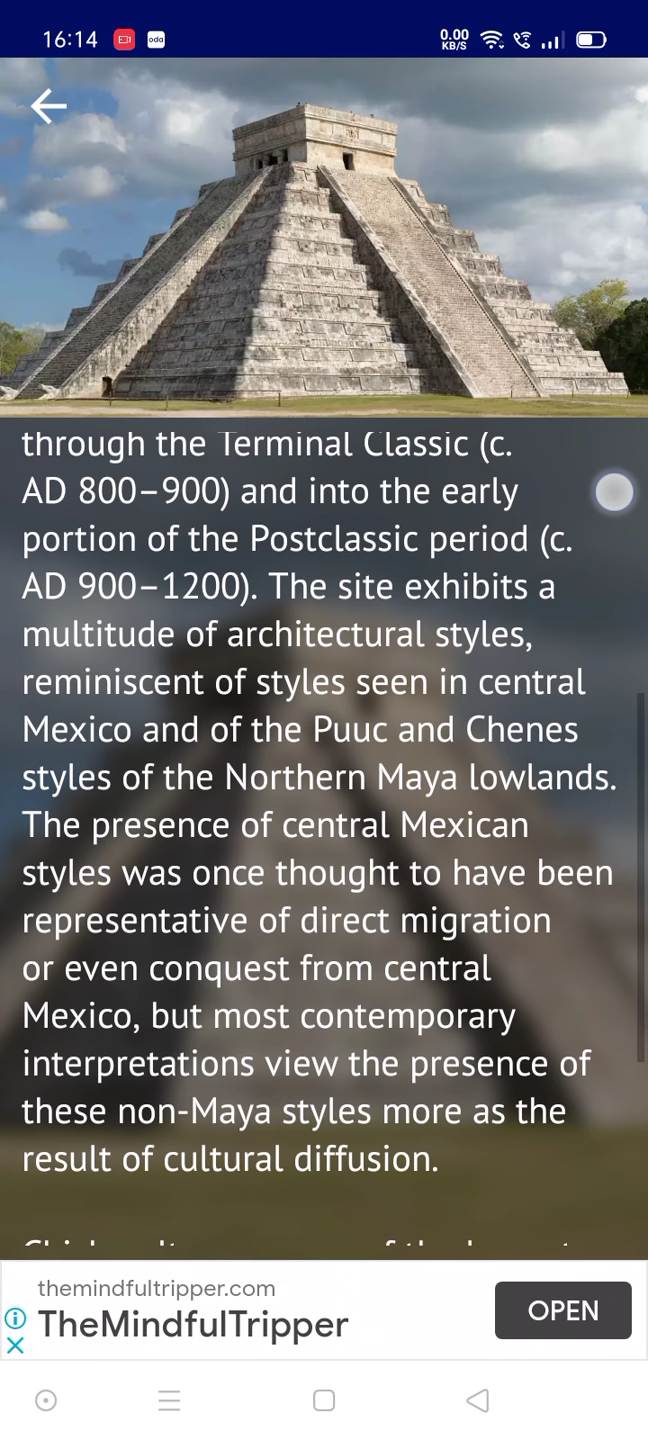 16:14
oda
0.00
KB/S
through the Terminal Classic (c.
AD 800–900) and into the early
portion of the Postclassic period (c.
AD 900–1200). The site exhibits a
multitude of architectural styles,
reminiscent of styles seen in central
Mexico and of the Puuc and Chenes
styles of the Northern Maya lowlands.
The presence of central Mexican
styles was once thought to have been
representative of direct migration
or even conquest from central
Mexico, but most contemporary
interpretations view the presence of
these non-Maya styles more as the
result of cultural diffusion.
themindfultripper.com
TheMindfulTripper
OPEN